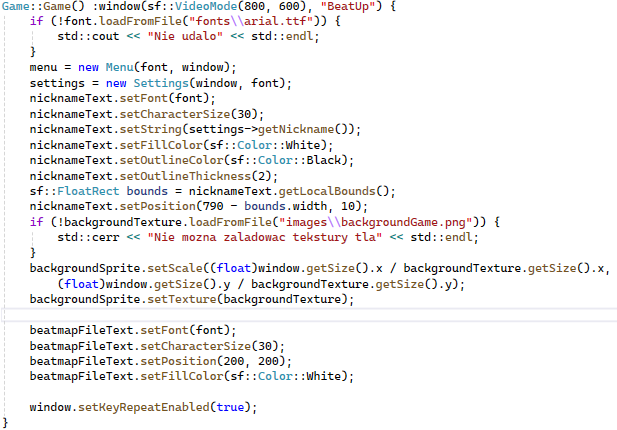 Game::Game() :window(sf::VideoMode(800, 600), "BeatUp") {
    if (!font.loadFromFile("fonts\\arial.ttf")) {
        std::cout << "Nie udalo" << std::endl;
    }
    menu = new Menu(font, window);
    settings = new Settings(window, font);
    nicknameText.setFont(font);
    nicknameText.setCharacterSize(30);
    nicknameText.setString(settings->getNickname());
    nicknameText.setFillColor(sf::Color::White);
    nicknameText.setOutlineColor(sf::Color::Black);
    nicknameText.setOutlineThickness(2);
    sf::FloatRect bounds = nicknameText.getLocalBounds();
    nicknameText.setPosition(790 - bounds.width, 10);
    if (!backgroundTexture.loadFromFile("images\\backgroundGame.png")) {
        std::cerr << "Nie mozna zaladowac tekstury tla" << std::endl;
    }
    backgroundSprite.setScale((float)window.getSize().x / backgroundTexture.getSize().x,
        (float)window.getSize().y / backgroundTexture.getSize().y);
    backgroundSprite.setTexture(backgroundTexture);

    beatmapFileText.setFont(font);
    beatmapFileText.setCharacterSize(30);
    beatmapFileText.setPosition(200, 200);
    beatmapFileText.setFillColor(sf::Color::White);

    window.setKeyRepeatEnabled(true);
}